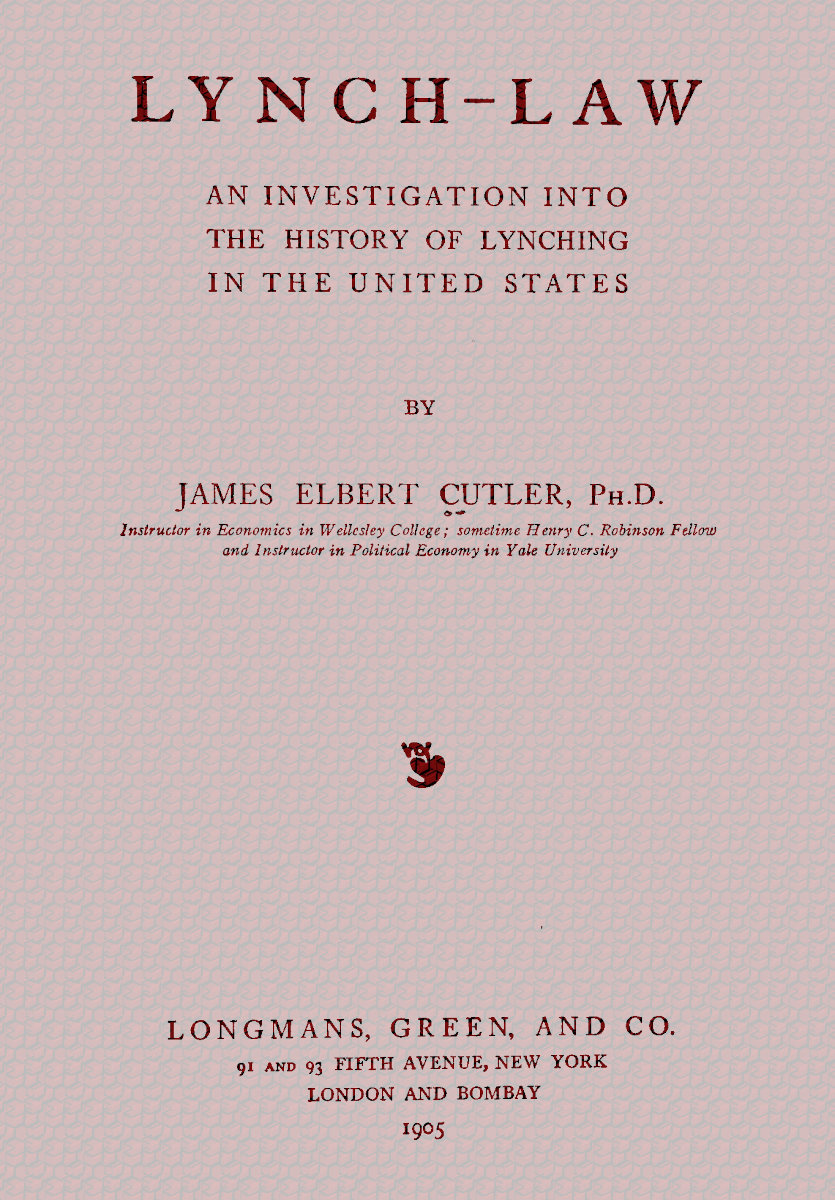 LYNCH-LAW
AN INVESTIGATION INTO
THE HISTORY OF LYNCHING
IN THE UNITED STATES
BY
JAMES ELBERT CUTLER, PH.D.
Instructor in Economics in Wellesley College; sometime Henry C. Robinson Fellow
and Instructor in Political Economy in Yale University
LONGMANS, GREEN, AND CO.
91 AND 93 FIFTH AVENUE, NEW YORK
LONDON AND BOMBAY
1905